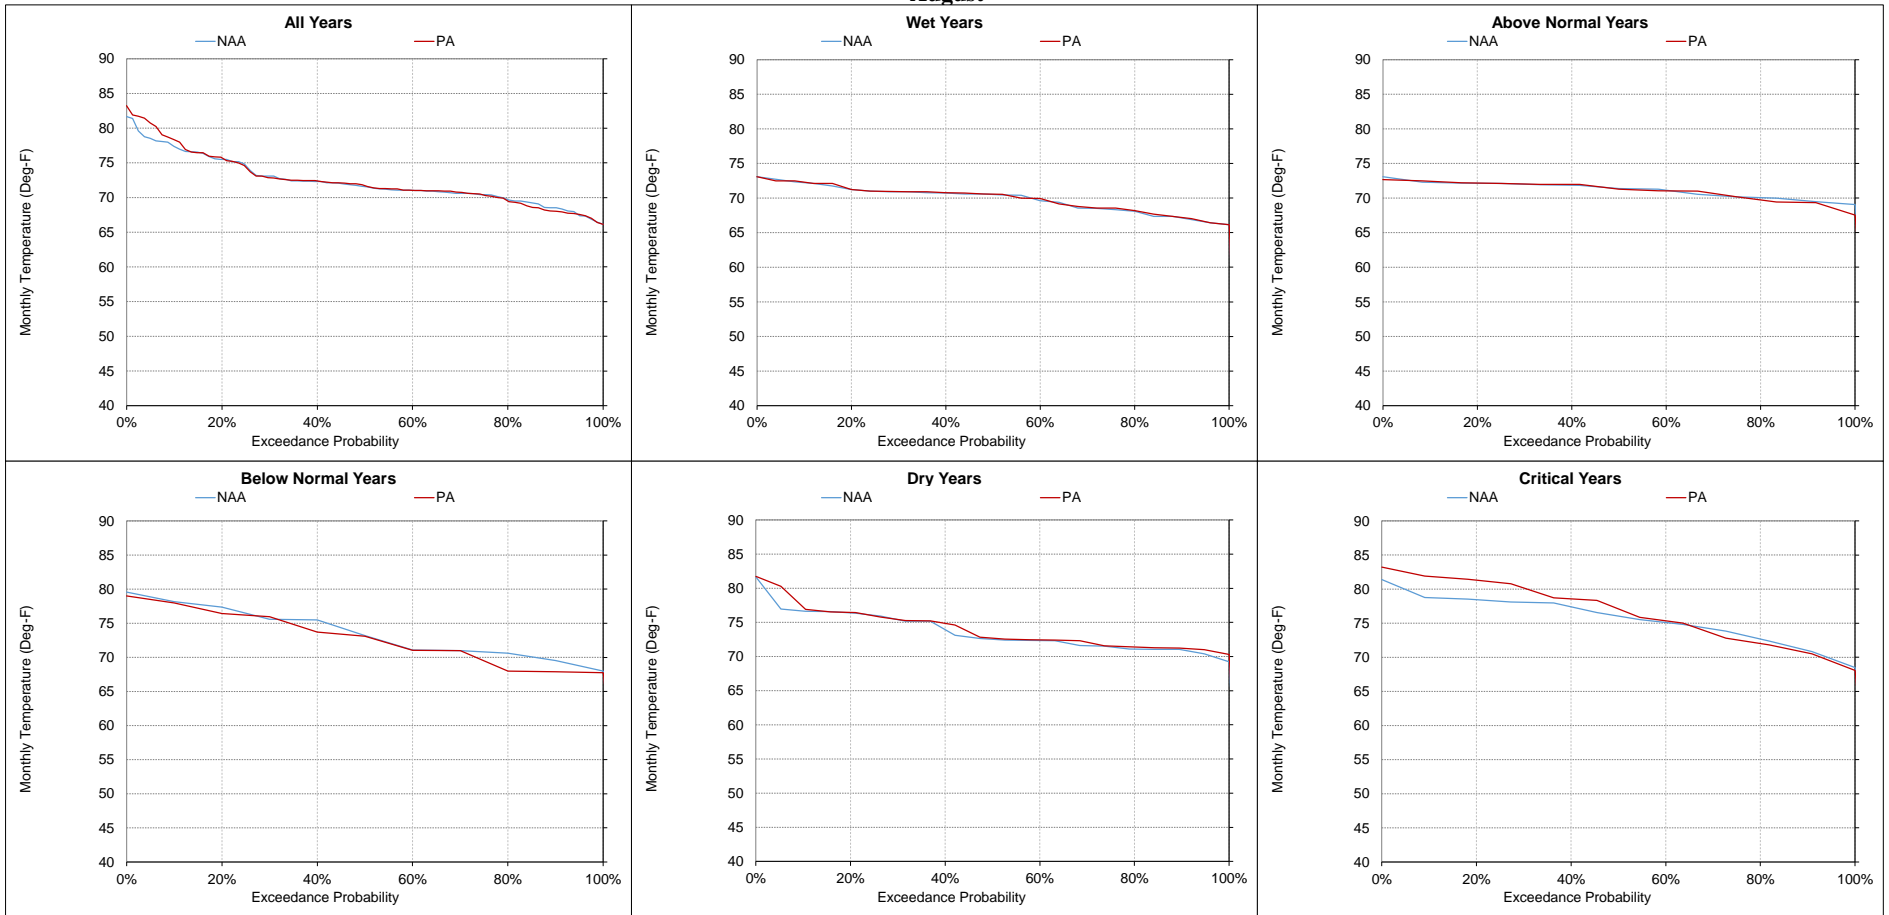 August
All Years
NAA PA
90
85
80
75
70
65
60
55
50
45
40
0% 20% 40% 60% 80% 100%
Monthly Temperature (Deg-F)
Exceedance Probability
Wet Years
NAA PA
90
85
80
75
70
65
60
55
50
45
40
0% 20% 40% 60% 80% 100%
Monthly Temperature (Deg-F)
Exceedance Probability
Above Normal Years
NAA PA
90
85
80
75
70
65
60
55
50
45
40
0% 20% 40% 60% 80% 100%
Monthly Temperature (Deg-F)
Exceedance Probability
Below Normal Years
NAA PA
90
85
80
75
70
65
60
55
50
45
40
0% 20% 40% 60% 80% 100%
Monthly Temperature (Deg-F)
Exceedance Probability
Dry Years
NAA PA
90
85
80
75
70
65
60
55
50
45
40
0% 20% 40% 60% 80% 100%
Monthly Temperature (Deg-F)
Exceedance Probability
Critical Years
NAA PA
90
85
80
75
70
65
60
55
50
45
40
0% 20% 40% 60% 80% 100%
Monthly Temperature (Deg-F)
Exceedance Probability